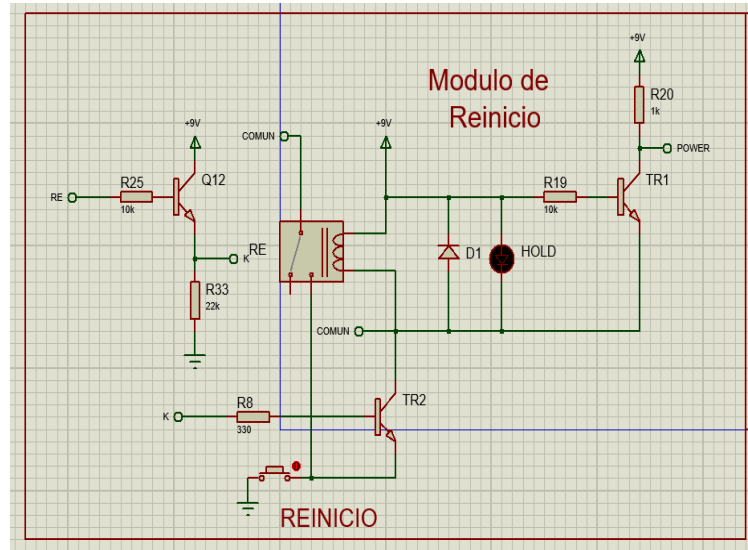 Modulo de
Reinicio
+9V
R20
1k
POWER
TR1
+9V
COMUN
+9V
RE
R25
10k
Q12
K
RE
R33
22k
R19
10k
D1
HOLD
COMUN
K
R8
330
TR2
REINICIO